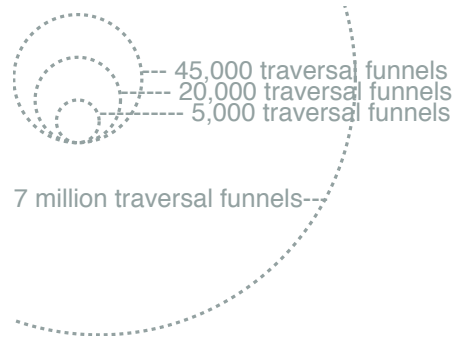 --- 45,000 traversal funnels
------- 20,000 traversal funnels
----------- 5,000 traversal funnels
7 million traversal funnels---